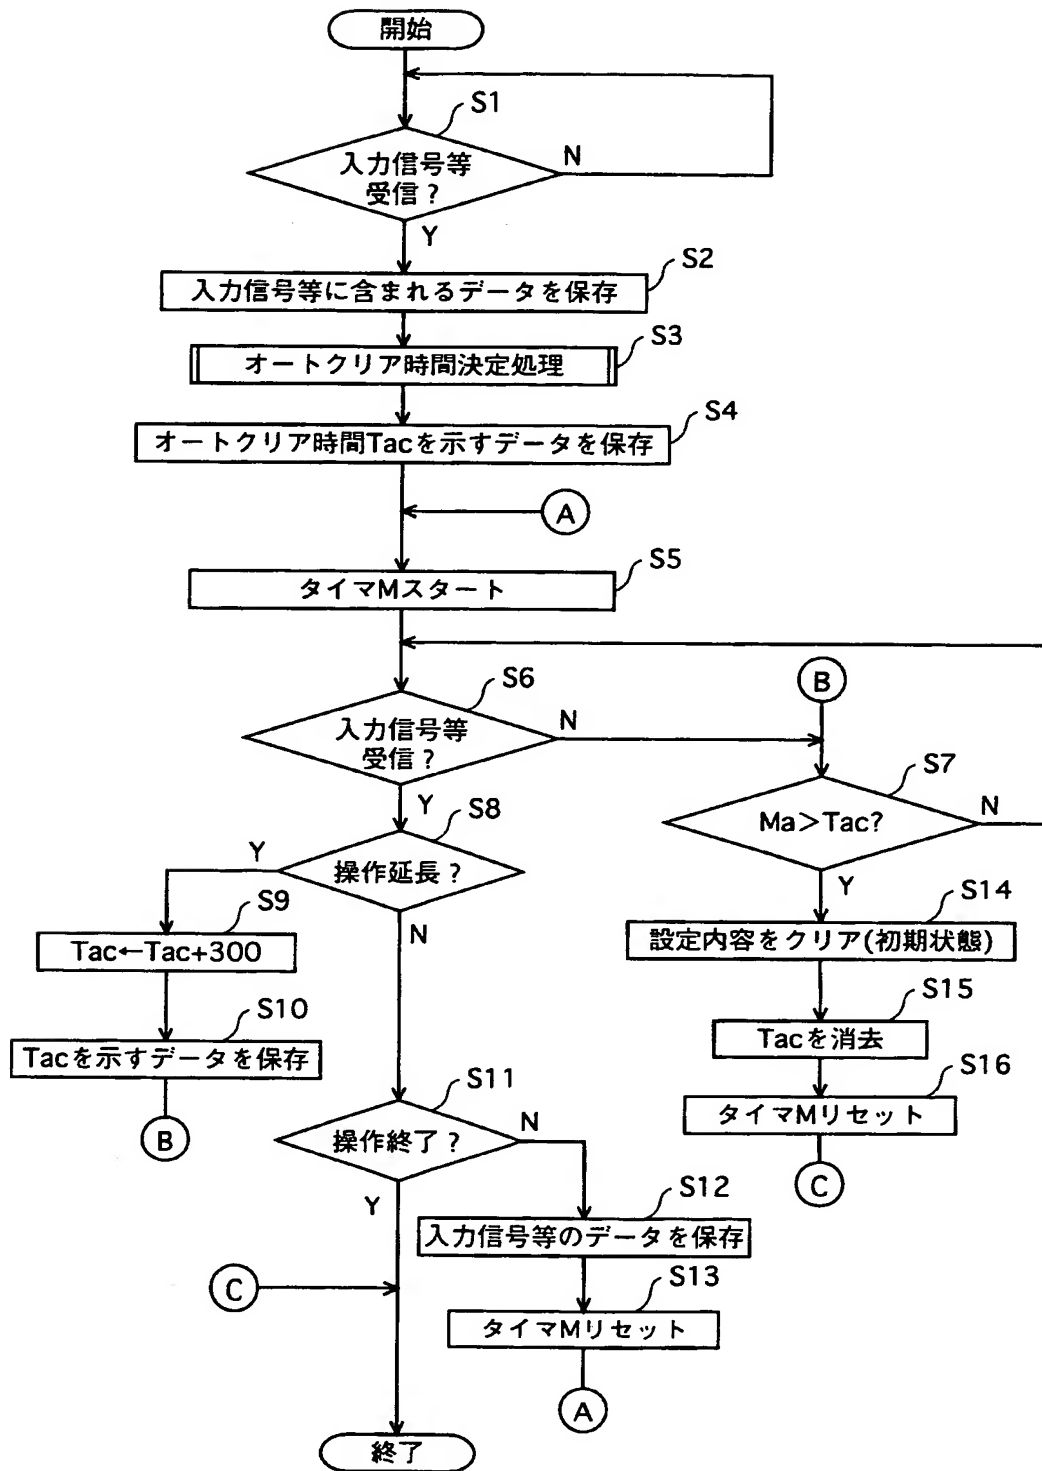 開始
S1
入力信号等
受信?
N
Y
S2
入力信号等に含まれるデータを保存
S3
オートクリア時間決定処理
S4
オートクリア時間Tacを示すデータを保存
A
S5
タイマMスタート
B
S6
入力信号等
受信?
N
Y
S7
Ma>Tac?
N
Y
S8
操作延長?
Y
N
S9
Tac←Tac+300
S10
Tacを示すデータを保存
B
S14
設定内容をクリア(初期状態)
S15
Tacを消去
S16
タイマMリセット
C
S11
操作終了?
N
Y
S12
入力信号等のデータを保存
S13
タイマMリセット
A
C
終了